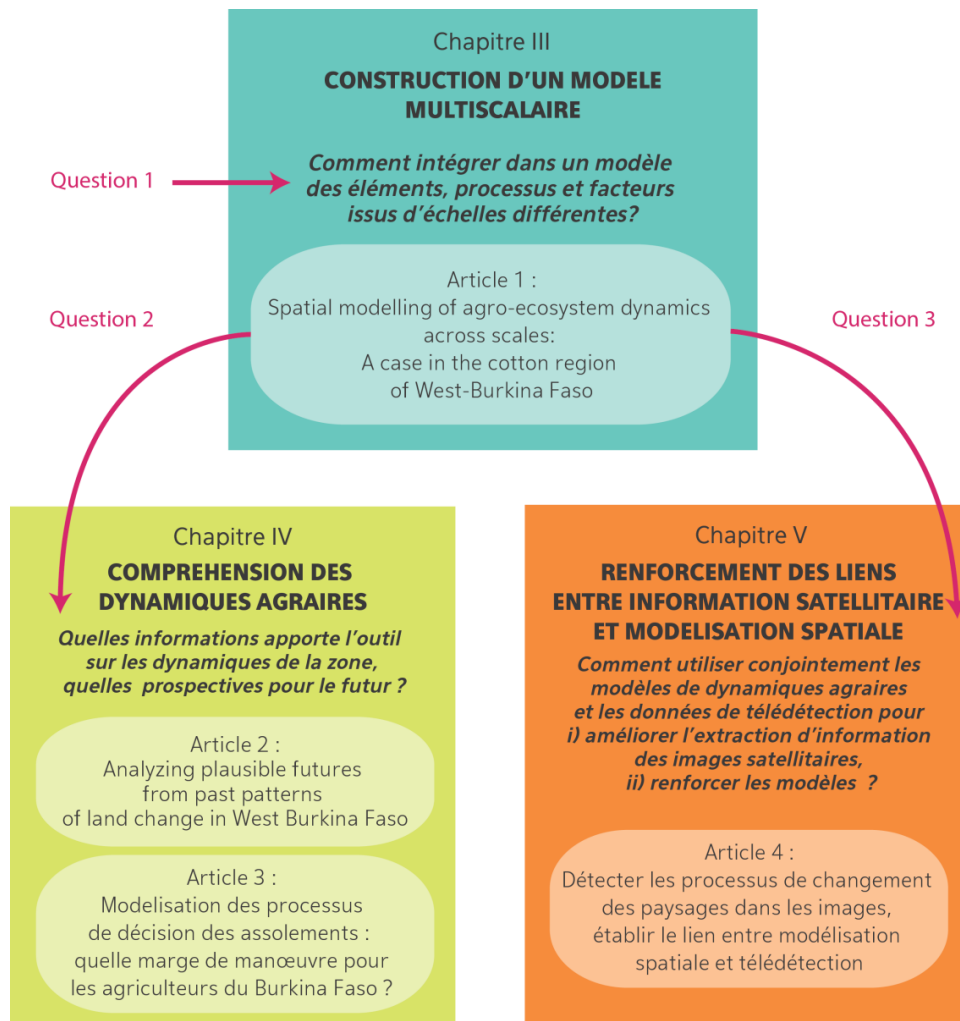 Chapitre III
CONSTRUCTION D'UN MODELE
MULTISCALAIRE
Question 1
Comment intégrer dans un modèle
des éléments, processus et facteurs
issus d'échelles différentes?
Question 2
Article 1 :
Spatial modelling of agro-ecosystem dynamics
across scales:
A case in the cotton region
of West-Burkina Faso
Question 3
Chapitre IV
COMPREHENSION DES
DYNAMIQUES AGRAIRES
Quelles informations apporte l'outil
sur les dynamiques de la zone,
quelles prospectives pour le futur ?
Article 2 :
Analyzing plausible futures
from past patterns
of land change in West Burkina Faso
Article 3 :
Modelisation des processus
de décision des assolements :
quelle marge de manœuvre pour
les agriculteurs du Burkina Faso ?
Chapitre V
RENFORCEMENT DES LIENS
ENTRE INFORMATION SATELLITAIRE
ET MODELISATION SPATIALE
Comment utiliser conjointement les
modèles de dynamiques agraires
et les données de télédétection pour
i) améliorer l'extraction d'information
des images satellitaires,
ii) renforcer les modèles ?
Article 4 :
Détecter les processus de changement
des paysages dans les images,
établir le lien entre modélisation
spatiale et télédétection